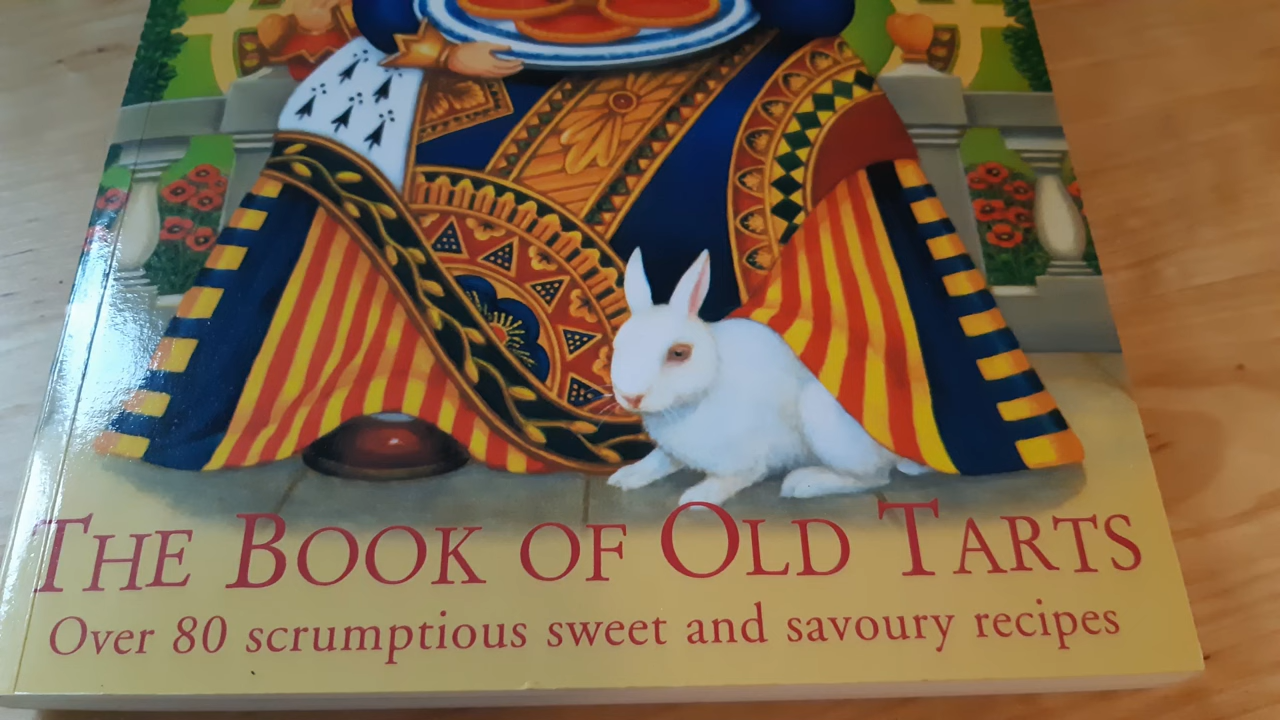 THE BOOK OF OLD TARTS
Over 80 scrumptious sweet and savoury recipes